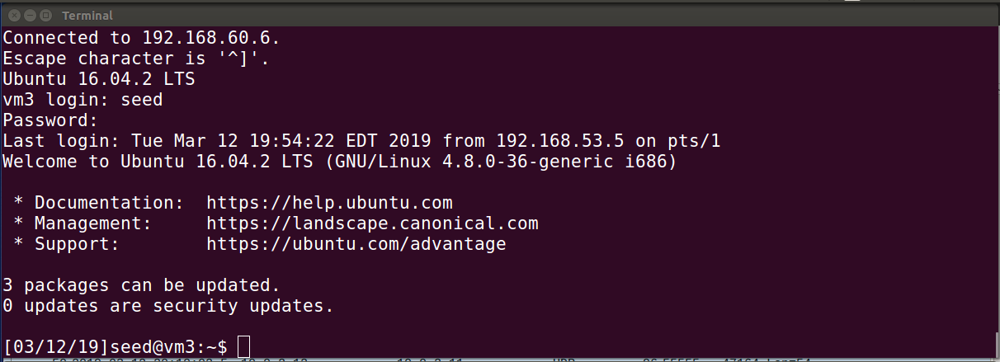 Terminal
Connected to 192.168.60.6.
Escape character is '^]'.
Ubuntu 16.04.2 LTS
vm3 login: seed
Password:
Last login: Tue Mar 12 19:54:22 EDT 2019 from 192.168.53.5 on pts/1
Welcome to Ubuntu 16.04.2 LTS (GNU/Linux 4.8.0-36-generic i686)
* Documentation:  https://help.ubuntu.com
* Management:     https://landscape.canonical.com
* Support:        https://ubuntu.com/advantage
3 packages can be updated.
0 updates are security updates.
[03/12/19]seed@vm3:~$